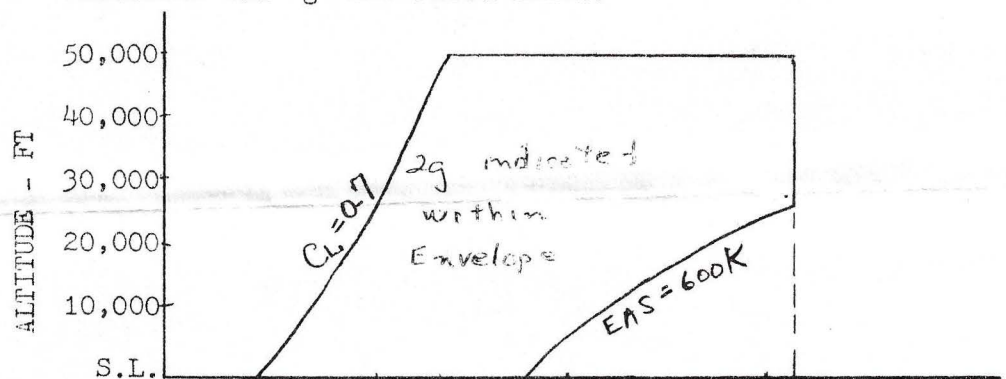 50,000
40,000
30,000
20,000
10,000
S.L.
ALTITUDE - FT
CL = 0.7
2g indicated
within
Envelope
EAS = 600K